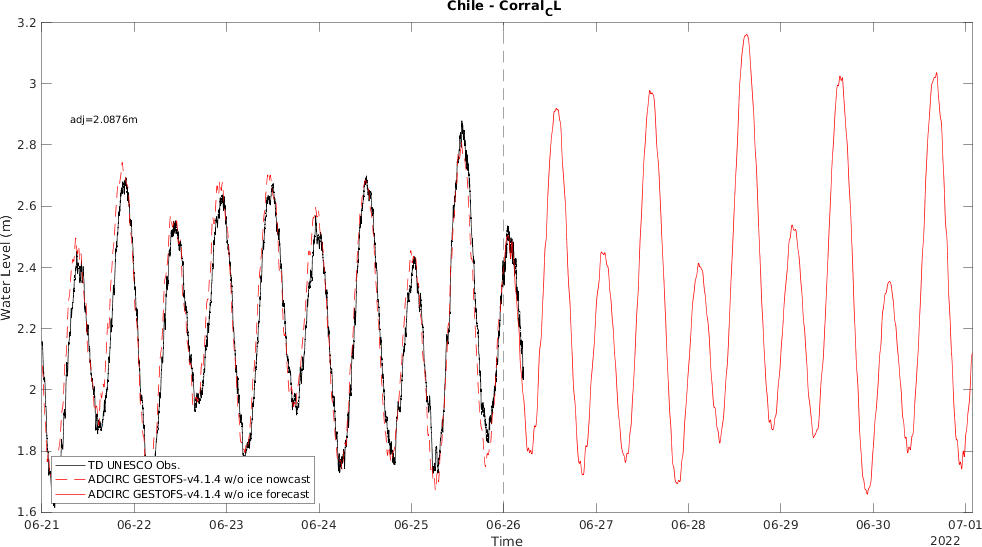 Chile - Corral_CL
3.2
3
2.8
2.6
2.4
2.2
2
1.8
1.6
Water Level (m)
adj=2.0876m
TD UNESCO Obs.
ADCIRC GESTOFS-v4.1.4 w/o ice nowcast
ADCIRC GESTOFS-v4.1.4 w/o ice forecast
06-21 06-22 06-23 06-24 06-25 06-26 06-27 06-28 06-29 06-30 07-01
Time
2022